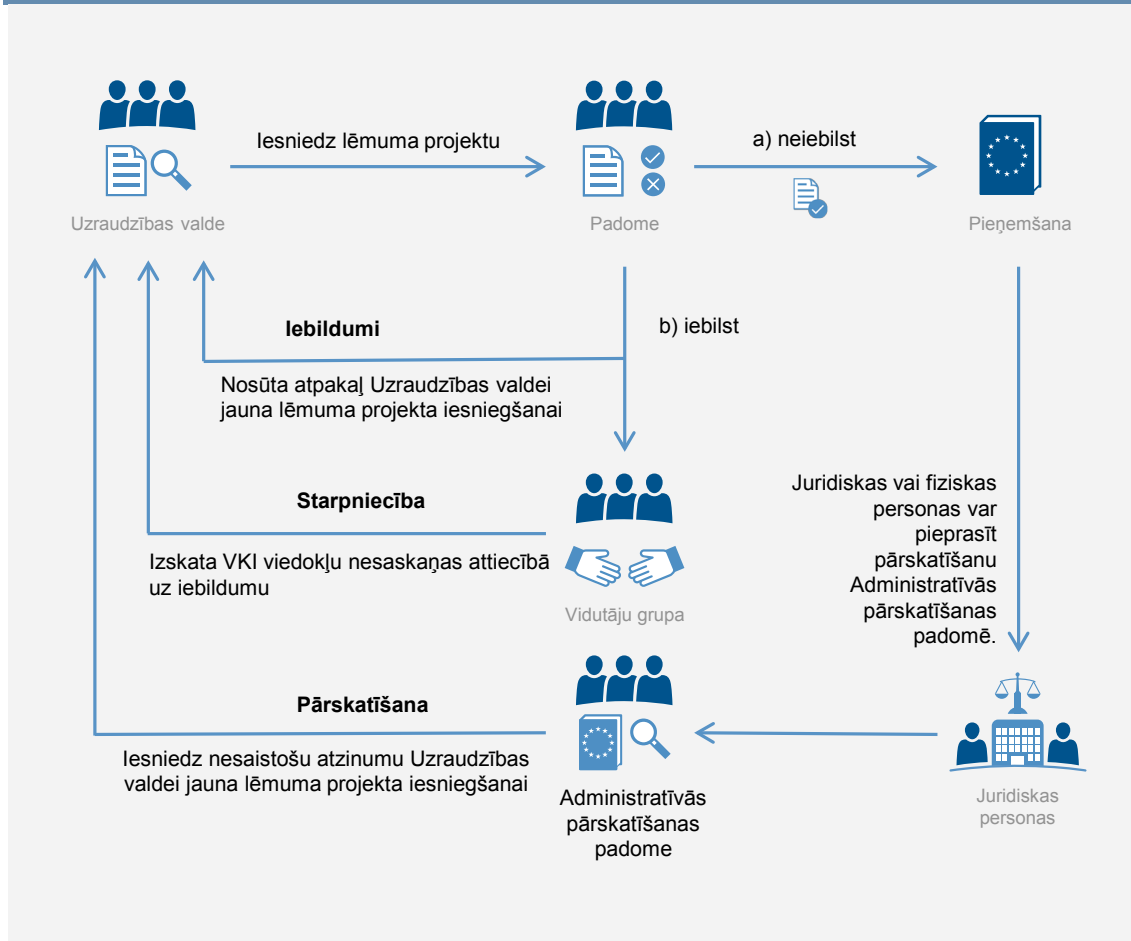 Iesniedz lēmuma projektu
a) neiebilst
Uzraudzības valde
Padome
Pieņemšana
Iebildumi
b) iebilst
Nosūta atpakaļ Uzraudzības valdei
jauna lēmuma projekta iesniegšanai
Starpniecība
Izskata VKI viedokļu nesaskaņas attiecībā
uz iebildumu
Vidutāju grupa
Juridiskas vai fiziskas
personas var
pieprasīt
pārskatīšanu
Administratīvās
pārskatīšanas
padomē.
Pārskatīšana
Iesniedz nesaistošu atzinumu Uzraudzības
valdei jauna lēmuma projekta iesniegšanai
Administratīvās
pārskatīšanas
padome
Juridiskas
personas